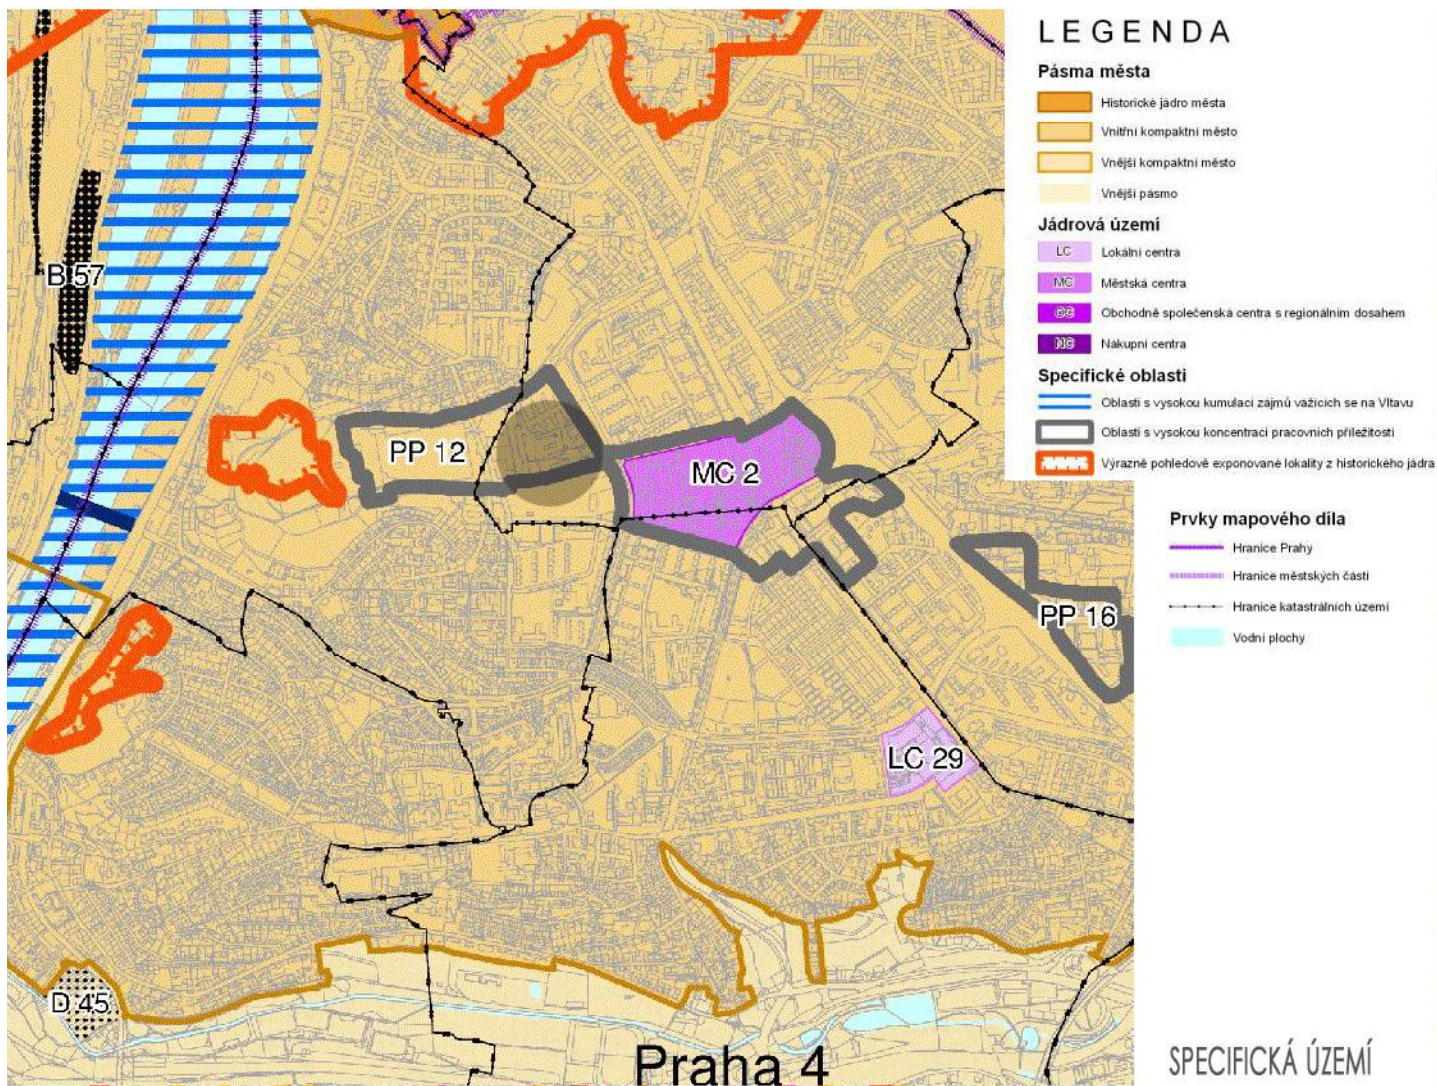 LEGENDA
Pásma města
Historické jádro města
Vnitřní kompaktní město
Vnější kompaktní město
Vnější pásmo
Jádrová území
LC Lokální centra
MC Městská centra
OC Obchodně společenská centra s regionálním dosahem
NC Nákupní centra
Specifické oblasti
Oblasti s vysokou kumulací zájmů vážících se na Vltavu
Oblasti s vysokou koncentrací pracovních příležitostí
Výrazně pohledově exponované lokality z historického jádra
Prvky mapového díla
Hranice Prahy
Hranice městských částí
Hranice katastrálních území
Vodní plochy
B 57
PP 12
MC 2
PP 16
LC 29
D 45
Praha 4
SPECIFICKÁ ÚZEMÍ